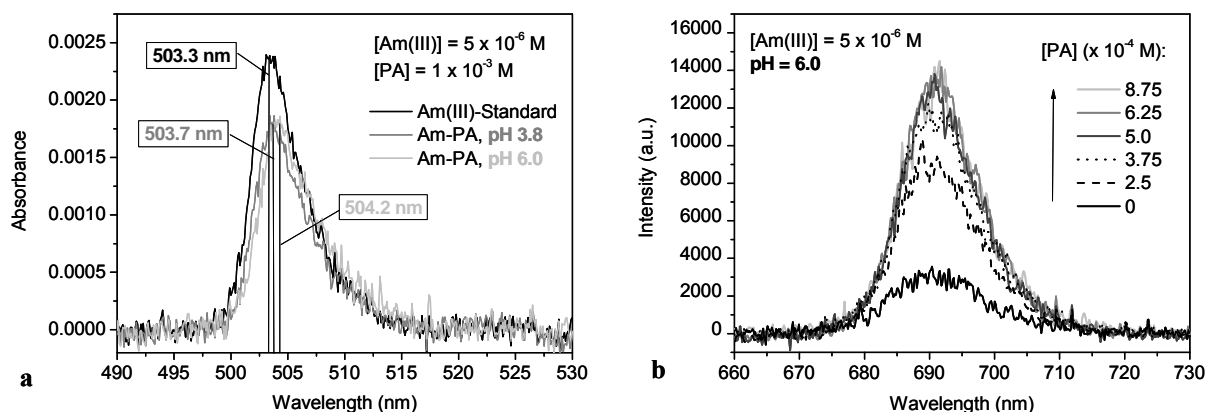 [Am(III)] = 5 x 10⁻⁶ M
[PA] = 1 x 10⁻³ M
503.3 nm
503.7 nm
504.2 nm
Am(III)-Standard
Am-PA, pH 3.8
Am-PA, pH 6.0
Absorbance
0.0025
0.0020
0.0015
0.0010
0.0005
0.0000
490 495 500 505 510 515 520 525 530
Wavelength (nm)
a
[Am(III)] = 5 x 10⁻⁶ M
pH = 6.0
[PA] (x 10⁻⁴ M):
8.75
6.25
5.0
3.75
2.5
0
Intensity (a.u.)
16000
14000
12000
10000
8000
6000
4000
2000
0
660 670 680 690 700 710 720 730
Wavelength (nm)
b